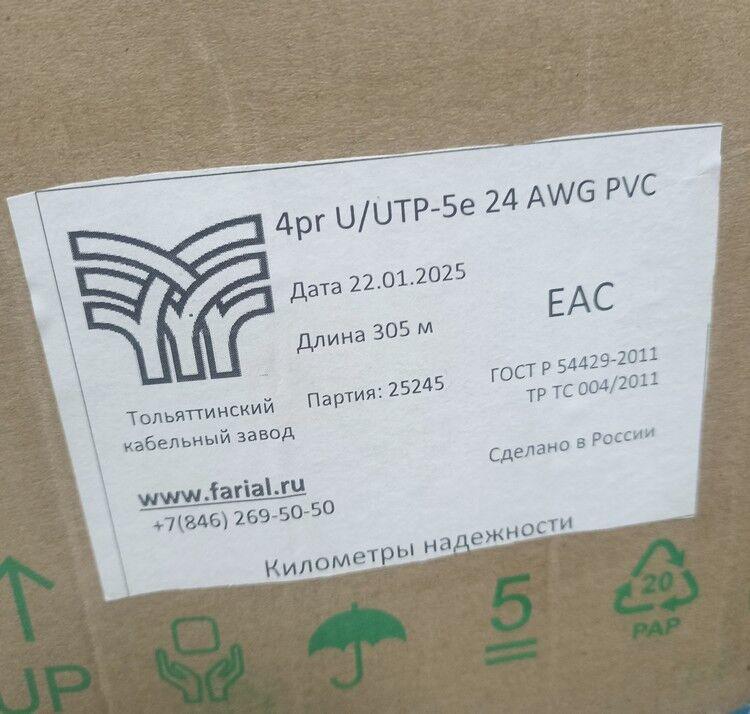 4pr U/UTP-5e 24 AWG PVC
Дата 22.01.2025
Длина 305 м
EAC
Партия: 25245
ГОСТ Р 54429-2011
ТР ТС 004/2011
Тольяттинский
кабельный завод
Сделано в России
www.farial.ru
+7(846) 269-50-50
Километры надежности
UP
5
20
PAP